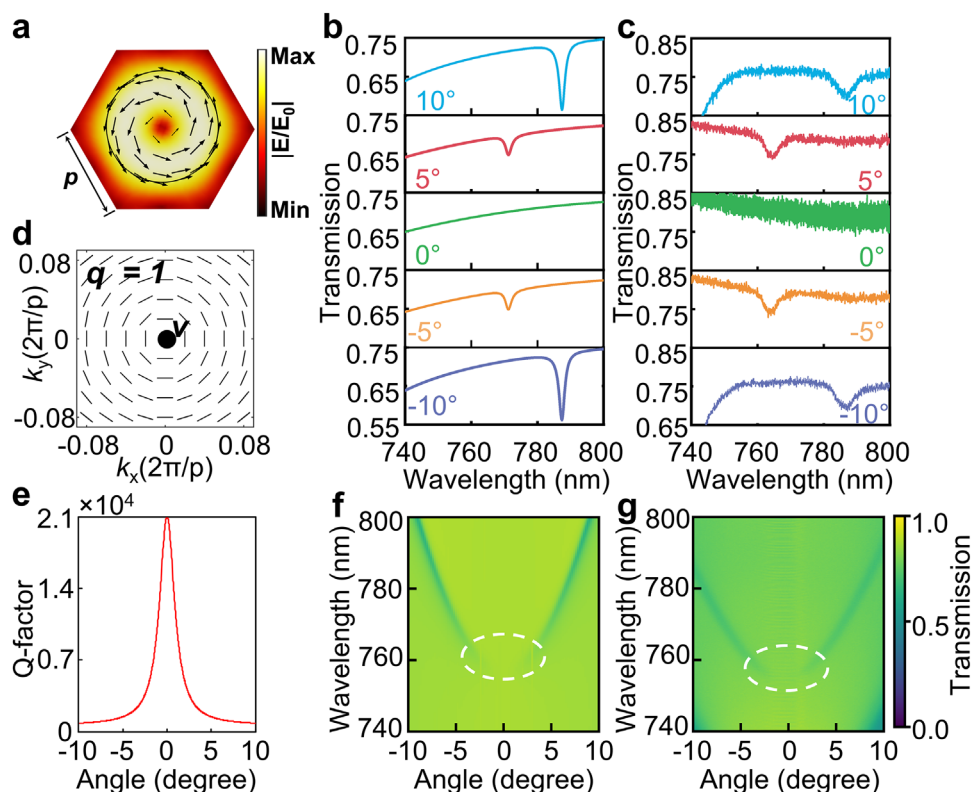 a
Max
|E/E0|
Min
p
b
Transmission
0.75
0.65
10°
0.75
0.65
5°
0.75
0.65
0°
0.75
0.65
-5°
0.75
0.65
0.55
-10°
740 760 780 800
Wavelength (nm)
c
Transmission
0.85
0.75
10°
0.85
0.75
5°
0.85
0.75
0°
0.85
0.75
-5°
0.85
0.75
0.65
-10°
740 760 780 800
Wavelength (nm)
d
q = 1
V
ky(2π/p)
0.08
0
-0.08
-0.08 0 0.08
kx(2π/p)
e
×10⁴
Q-factor
2.1
1.4
0.7
0
-10 -5 0 5 10
Angle (degree)
f
Wavelength (nm)
800
780
760
740
-10 -5 0 5 10
Angle (degree)
g
Wavelength (nm)
800
780
760
740
-10 -5 0 5 10
Angle (degree)
1.0
0.5
0.0
Transmission